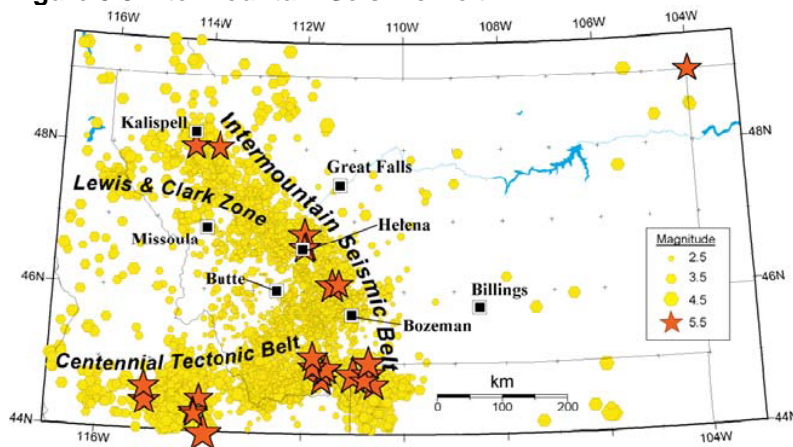 116W 114W 112W 110W 108W 106W 104W
48N
48N
Kalispell
Intermountain Seismic Belt
Great Falls
Lewis & Clark Zone
Helena
Missoula
Magnitude
2.5
3.5
4.5
5.5
46N
46N
Butte
Billings
Bozeman
Centennial Tectonic Belt
km
0 100 200
44N
44N
116W 104W